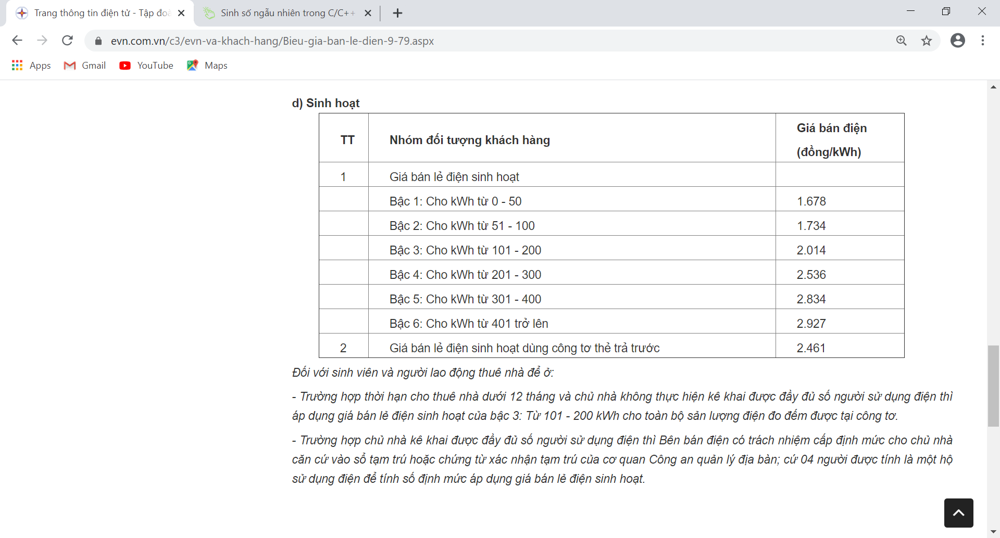 Trang thông tin điện tử - Tập đoà
Sinh số ngẫu nhiên trong C/C++
evn.com.vn/c3/evn-va-khach-hang/Bieu-gia-ban-le-dien-9-79.aspx
Apps Gmail YouTube Maps
d) Sinh hoạt
TT Nhóm đối tượng khách hàng Giá bán điện
(đồng/kWh)
1 Giá bán lẻ điện sinh hoạt
Bậc 1: Cho kWh từ 0 - 50 1.678
Bậc 2: Cho kWh từ 51 - 100 1.734
Bậc 3: Cho kWh từ 101 - 200 2.014
Bậc 4: Cho kWh từ 201 - 300 2.536
Bậc 5: Cho kWh từ 301 - 400 2.834
Bậc 6: Cho kWh từ 401 trở lên 2.927
2 Giá bán lẻ điện sinh hoạt dùng công tơ thẻ trả trước 2.461
Đối với sinh viên và người lao động thuê nhà để ở:
- Trường hợp thời hạn cho thuê nhà dưới 12 tháng và chủ nhà không thực hiện kê khai được đầy đủ số người sử dụng điện thì
áp dụng giá bán lẻ điện sinh hoạt của bậc 3: Từ 101 - 200 kWh cho toàn bộ sản lượng điện đo đếm được tại công tơ.
- Trường hợp chủ nhà kê khai được đầy đủ số người sử dụng điện thì Bên bán điện có trách nhiệm cấp định mức cho chủ nhà
căn cứ vào sổ tạm trú hoặc chứng từ xác nhận tạm trú của cơ quan Công an quản lý địa bàn; cứ 04 người được tính là một hộ
sử dụng điện để tính số định mức áp dụng giá bán lẻ điện sinh hoạt.